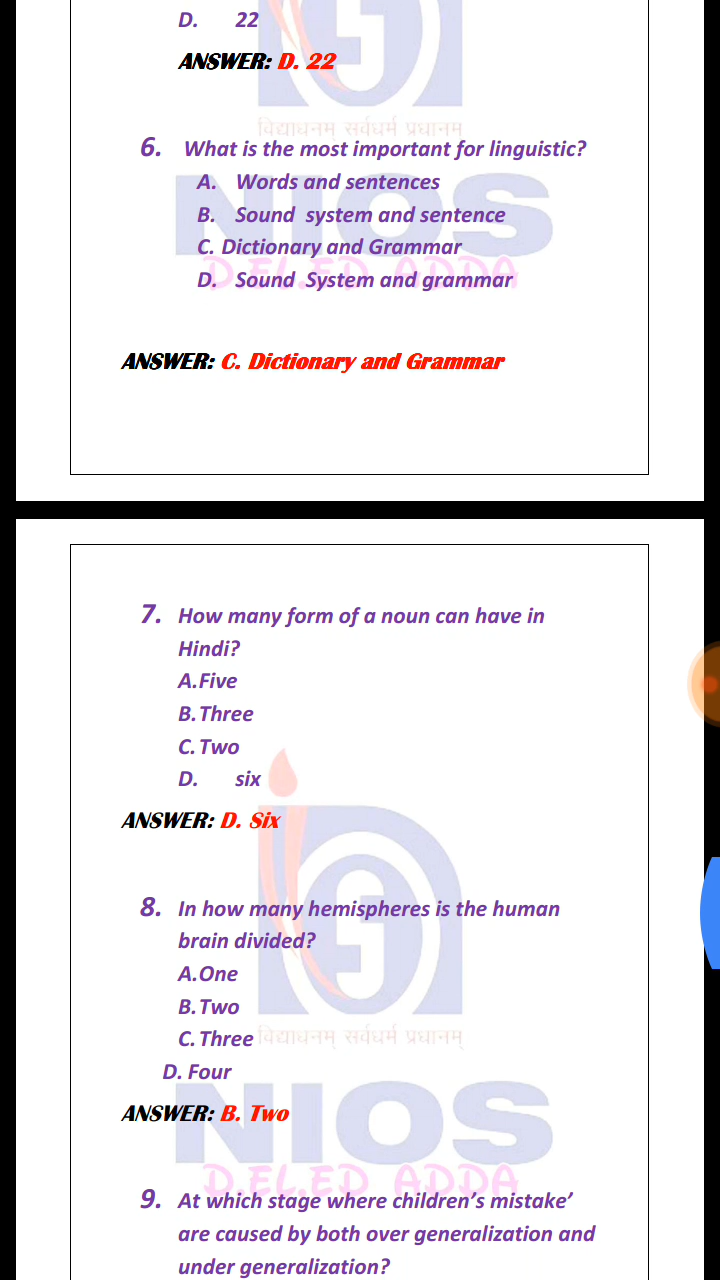 D. 22
ANSWER: D. 22
विद्याधनम् सर्वधर्म प्रधानम्
6. What is the most important for linguistic?
A. Words and sentences
NIOS
B. Sound system and sentence
C. Dictionary and Grammar
D.EL.ED ADDA
D. Sound System and grammar
ANSWER: C. Dictionary and Grammar
7. How many form of a noun can have in
Hindi?
A.Five
B.Three
C.Two
D. six
ANSWER: D. Six
8. In how many hemispheres is the human
brain divided?
A.One
B.Two
C.Three
विद्याधनम् सर्वधर्म प्रधानम्
D. Four
NIOS
ANSWER: B. Two
D.EL.ED ADDA
9. At which stage where children's mistake'
are caused by both over generalization and
under generalization?